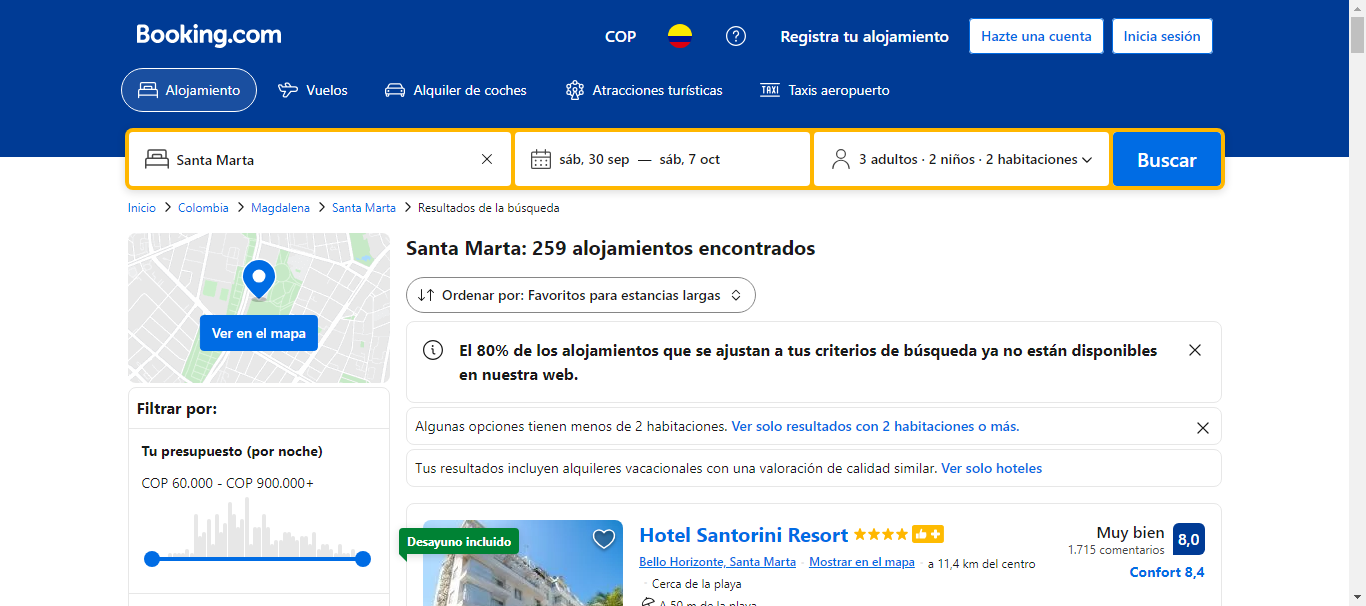 Booking.com
COP
Registra tu alojamiento
Hazte una cuenta
Inicia sesión
Alojamiento
Vuelos
Alquiler de coches
Atracciones turísticas
TAXI Taxis aeropuerto
Santa Marta
sáb, 30 sep — sáb, 7 oct
3 adultos · 2 niños · 2 habitaciones
Buscar
Inicio > Colombia > Magdalena > Santa Marta > Resultados de la búsqueda
Ver en el mapa
Filtrar por:
Tu presupuesto (por noche)
COP 60.000 - COP 900.000+
Santa Marta: 259 alojamientos encontrados
Ordenar por: Favoritos para estancias largas
El 80% de los alojamientos que se ajustan a tus criterios de búsqueda ya no están disponibles
en nuestra web.
Algunas opciones tienen menos de 2 habitaciones. Ver solo resultados con 2 habitaciones o más.
Tus resultados incluyen alquileres vacacionales con una valoración de calidad similar. Ver solo hoteles
Desayuno incluido
Hotel Santorini Resort
Bello Horizonte, Santa Marta · Mostrar en el mapa · a 11,4 km del centro
· Cerca de la playa
A 50 m de la playa
Muy bien 8,0
1.715 comentarios
Confort 8,4